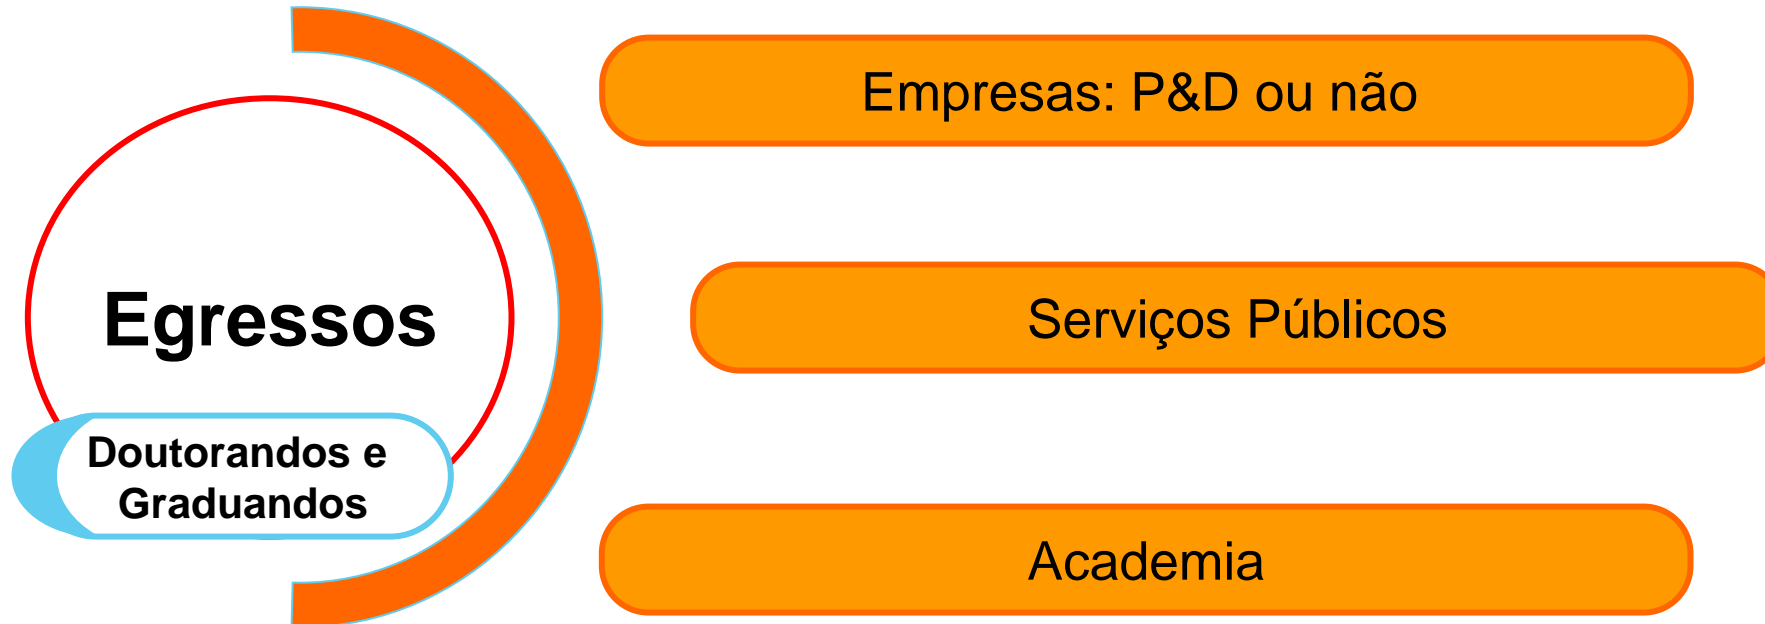 Egressos
Doutorandos e
Graduandos
Empresas: P&D ou não
Serviços Públicos
Academia